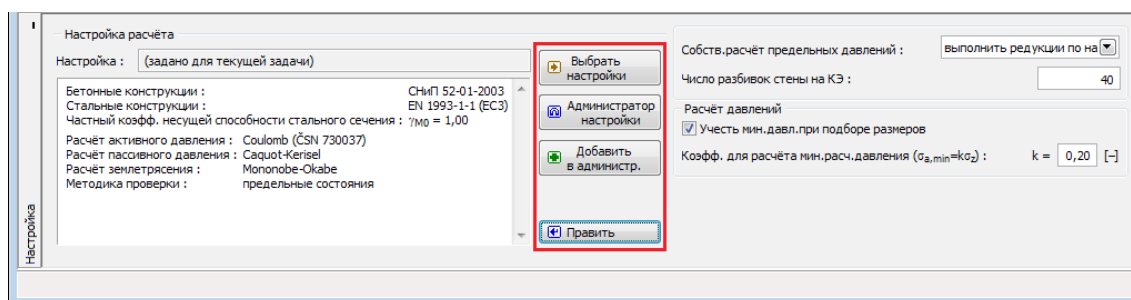 Настройка расчёта
Настройка : (задано для текущей задачи)
Бетонные конструкции : СНиП 52-01-2003
Стальные конструкции : EN 1993-1-1 (EC3)
Частный коэфф. несущей способности стального сечения : γM0 = 1,00
Расчёт активного давления : Coulomb (ČSN 730037)
Расчёт пассивного давления : Caquot-Kerisel
Расчёт землетрясения : Mononobe-Okabe
Методика проверки : предельные состояния
Выбрать
настройки
Администратор
настройки
Добавить
в администр.
Править
Собств.расчёт предельных давлений : выполнить редукции по на
Число разбивок стены на КЭ : 40
Расчёт давлений
Учесть мин.давл.при подборе размеров
Коэфф. для расчёта мин.расч.давления (σa,min=kσz) : k = 0,20 [–]
Настройка